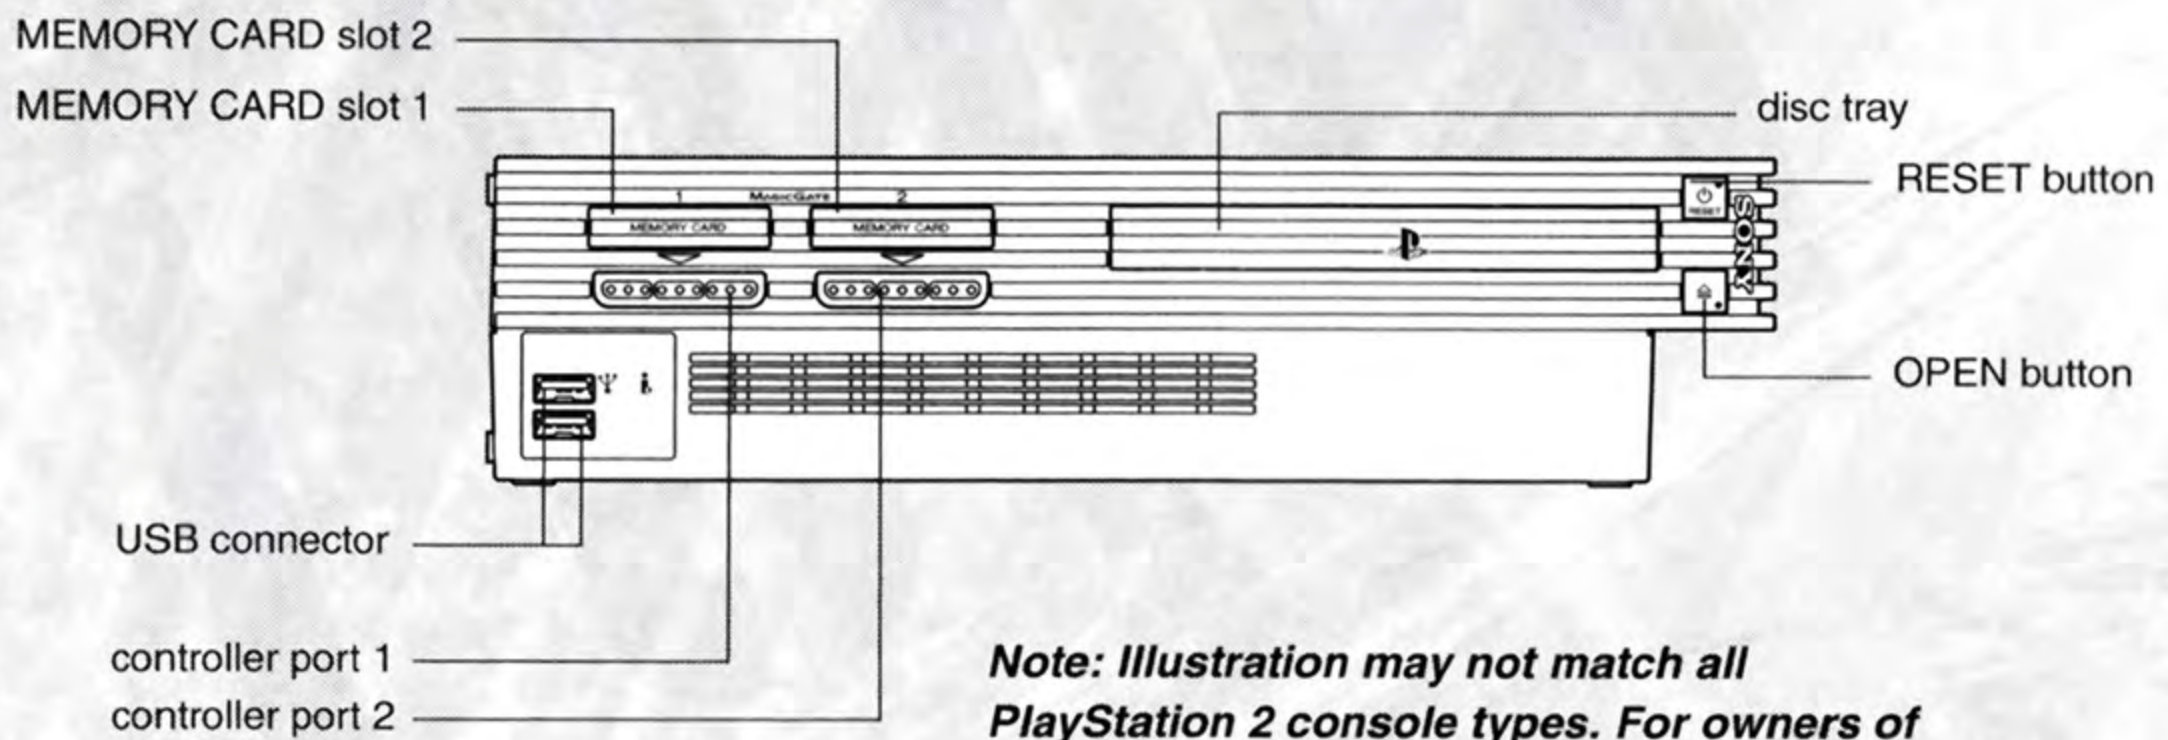 MEMORY CARD slot 2
MEMORY CARD slot 1
disc tray
RESET button
1 MAGICGATE 2
MEMORY CARD MEMORY CARD
RESET
SONY
OPEN button
USB connector
controller port 1
controller port 2
Note: Illustration may not match all
PlayStation 2 console types. For owners of